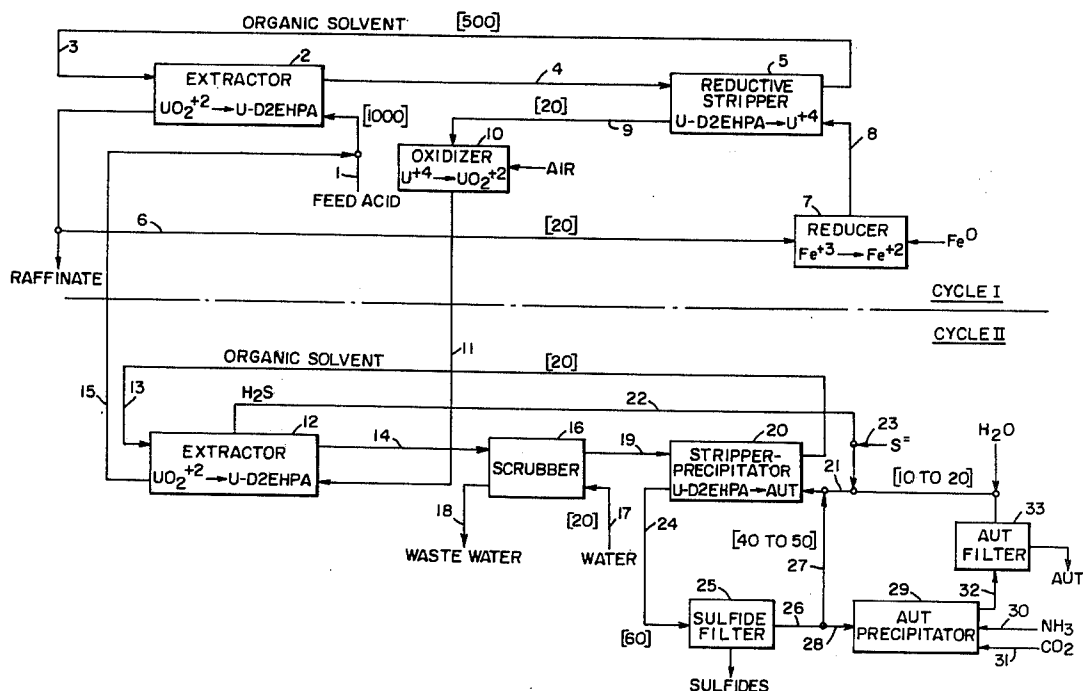 ORGANIC SOLVENT [500]
3
2
EXTRACTOR
UO2+2→U-D2EHPA
4
5
REDUCTIVE
STRIPPER
U-D2EHPA→U+4
[1000]
[20]
9
10
OXIDIZER
U+4→UO2+2
AIR
8
1
FEED ACID
7
REDUCER
Fe+3→Fe+2
Fe0
6
[20]
RAFFINATE
CYCLE I
CYCLE II
11
ORGANIC SOLVENT [20]
15
13
H2S
22
12
EXTRACTOR
UO2+2→U-D2EHPA
14
16
SCRUBBER
19
20
STRIPPER-
PRECIPITATOR
U-D2EHPA→AUT
23
S=
H2O
21
[10 TO 20]
18
WASTE WATER
[20]
17
WATER
24
[40 TO 50]
27
33
AUT
FILTER
AUT
32
25
SULFIDE
FILTER
[60]
26
28
29
AUT
PRECIPITATOR
30
NH3
CO2
31
SULFIDES